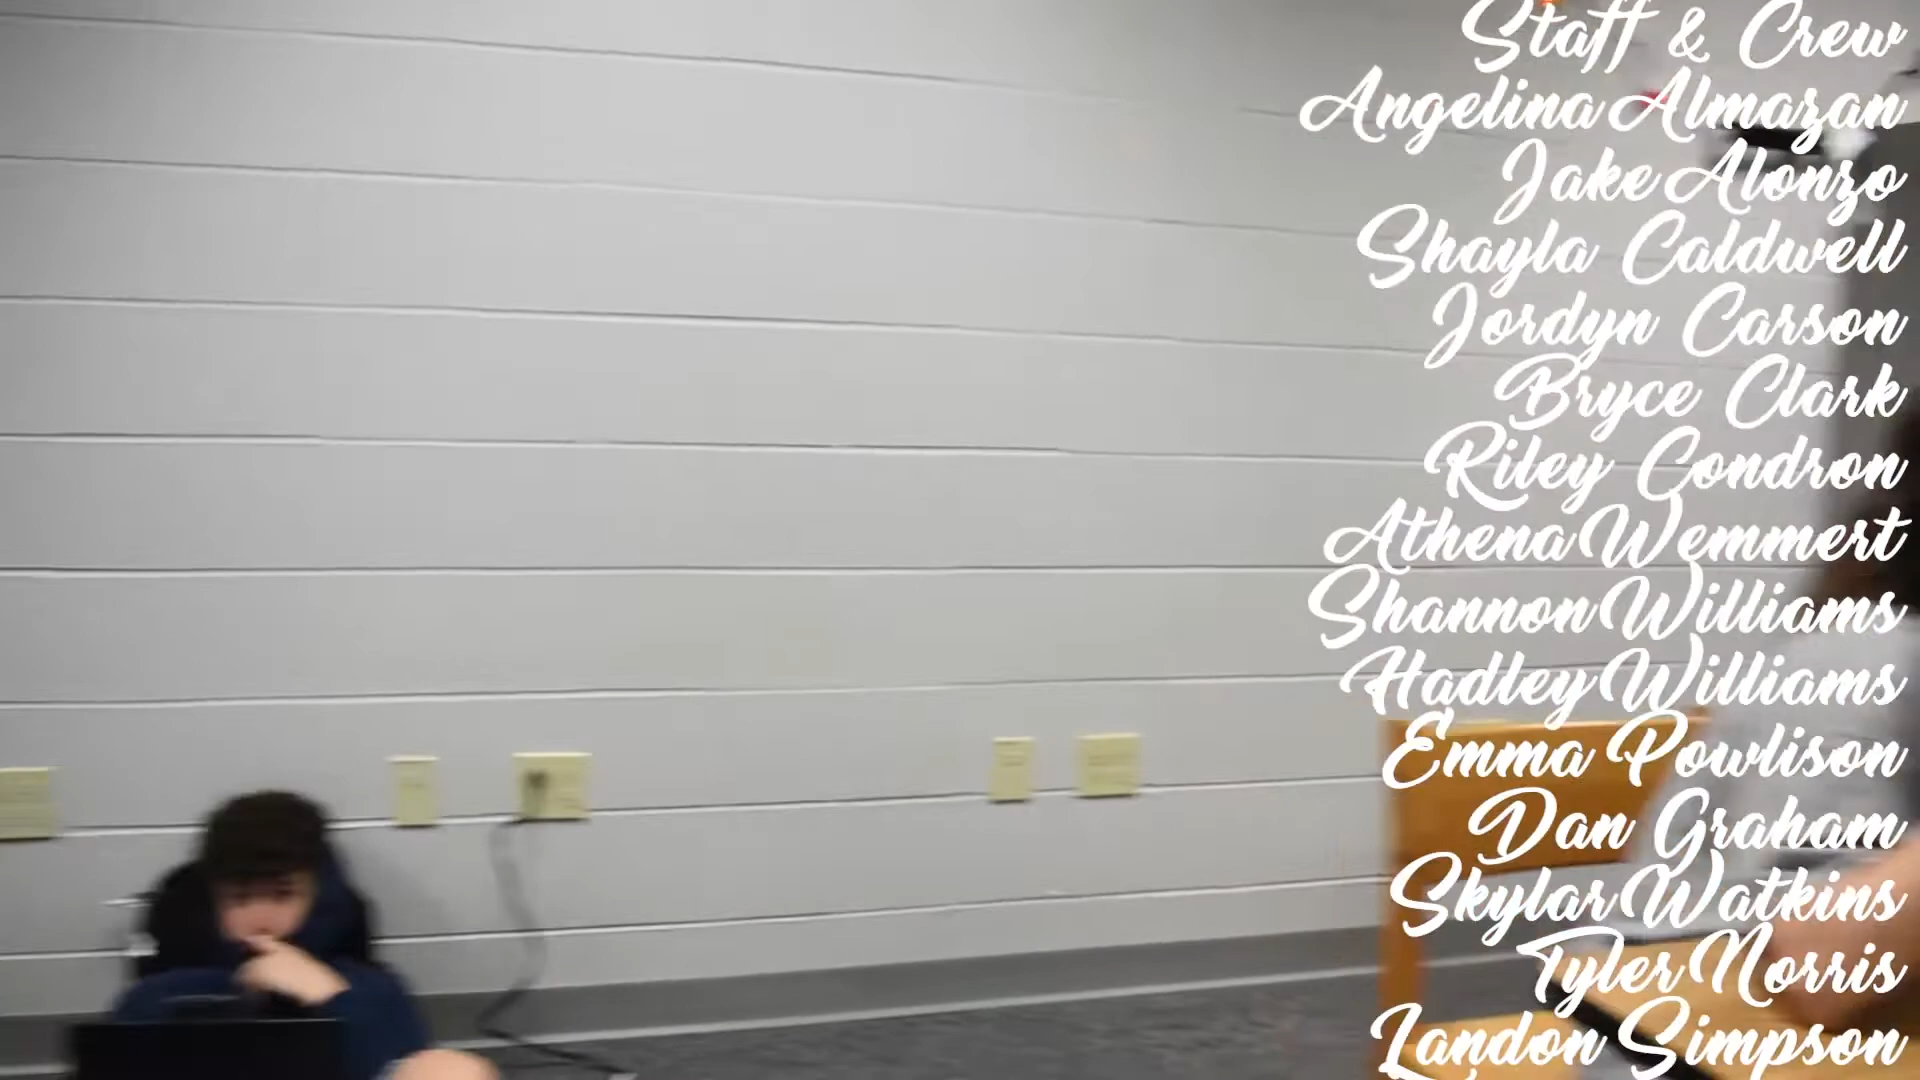 Staff & Crew
Angelina Almazan
Jake Alonzo
Shayla Caldwell
Jordyn Carson
Bryce Clark
Riley Condron
Athena Wemmert
Shannon Williams
Hadley Williams
Emma Powlison
Dan Graham
Skylar Watkins
Tyler Norris
Landon Simpson